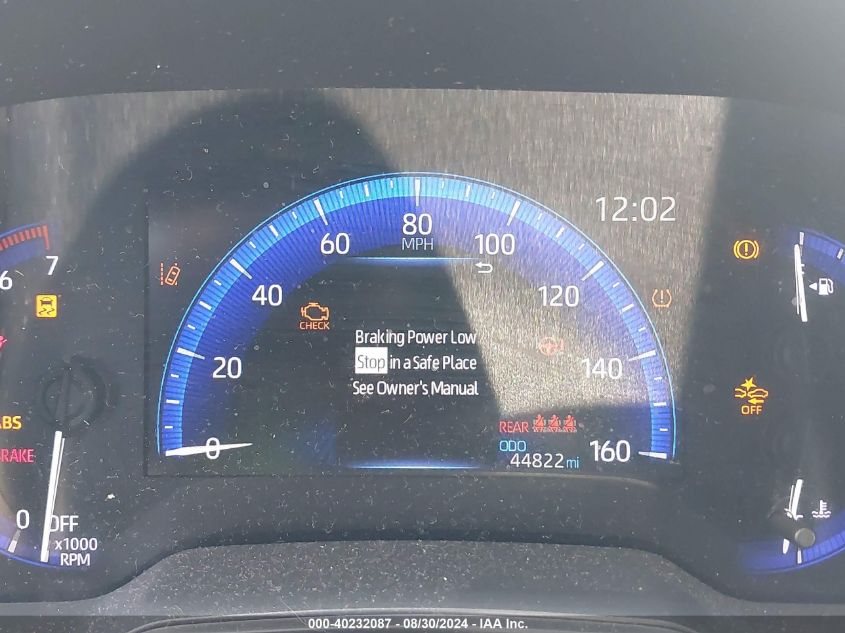 12:02
80
MPH
60
100
6
7
40
120
CHECK
Braking Power Low
Stop in a Safe Place
See Owner's Manual
20
140
OFF
ABS
BRAKE
REAR
ODO
0
160
44822 mi
0
OFF
x1000
RPM
000-40232087 - 08/30/2024 - IAA Inc.